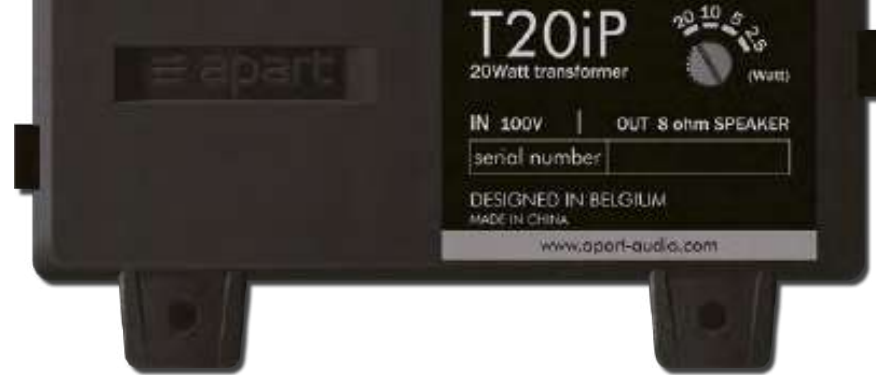 apart
T20iP
20 10 5 2.5
20Watt transformer
(Watt)
IN 100V | OUT 8 ohm SPEAKER
serial number
DESIGNED IN BELGIUM
MADE IN CHINA
www.apart-audio.com